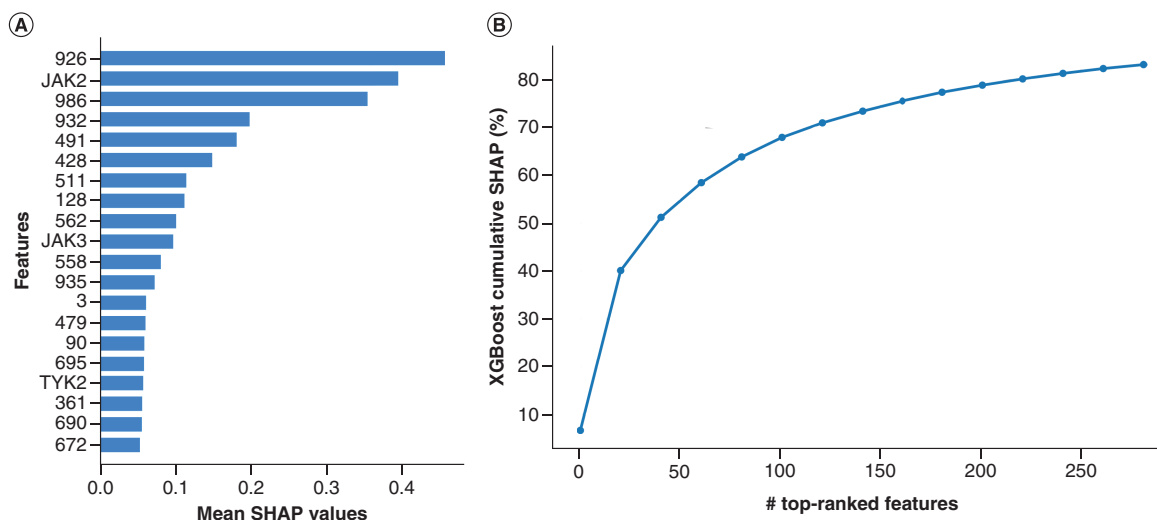 A
926
JAK2
986
932
491
428
511
128
562
JAK3
558
935
3
479
90
695
TYK2
361
690
672
Features
0.0 0.1 0.2 0.3 0.4
Mean SHAP values
B
80
70
60
50
40
30
20
10
XGBoost cumulative SHAP (%)
0 50 100 150 200 250
# top-ranked features